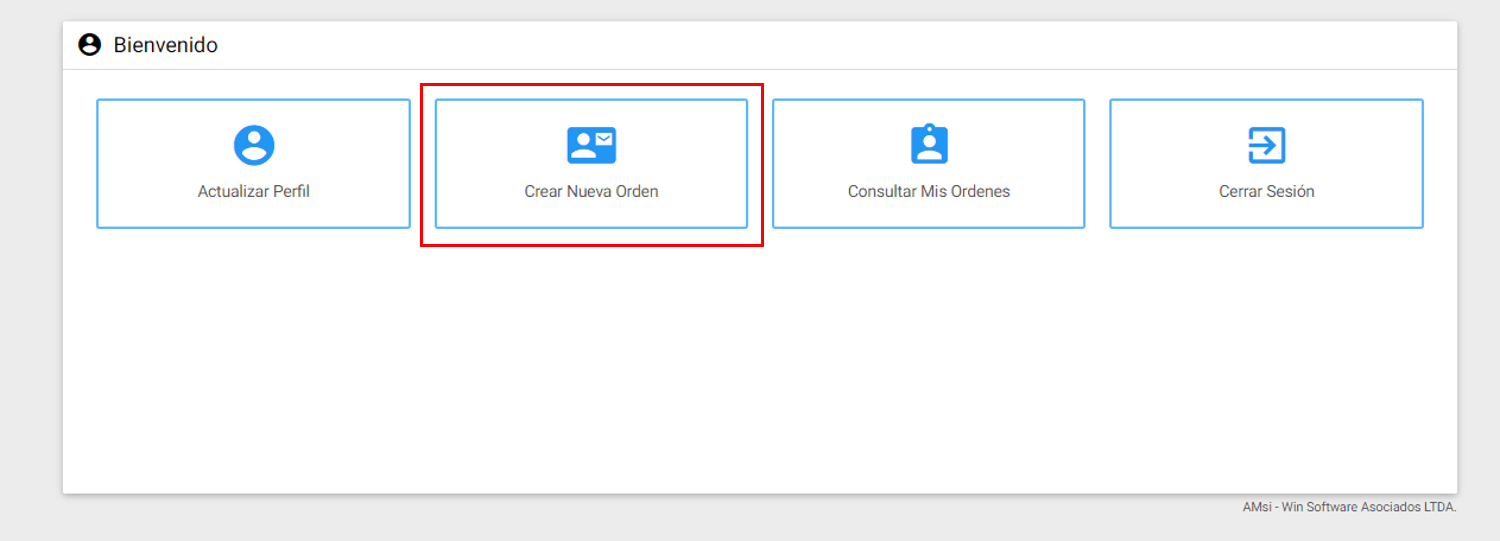 Bienvenido
Actualizar Perfil
Crear Nueva Orden
Consultar Mis Ordenes
Cerrar Sesión
AMsi - Win Software Asociados LTDA.